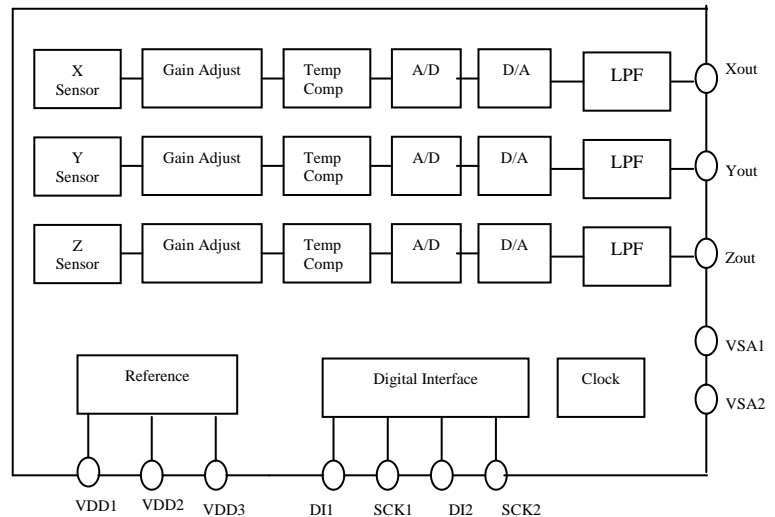 X
Sensor
Gain Adjust
Temp
Comp
A/D
D/A
LPF
Xout
Y
Sensor
Gain Adjust
Temp
Comp
A/D
D/A
LPF
Yout
Z
Sensor
Gain Adjust
Temp
Comp
A/D
D/A
LPF
Zout
VSA1
Reference
Digital Interface
Clock
VSA2
VDD1
VDD2
VDD3
DI1
SCK1
DI2
SCK2